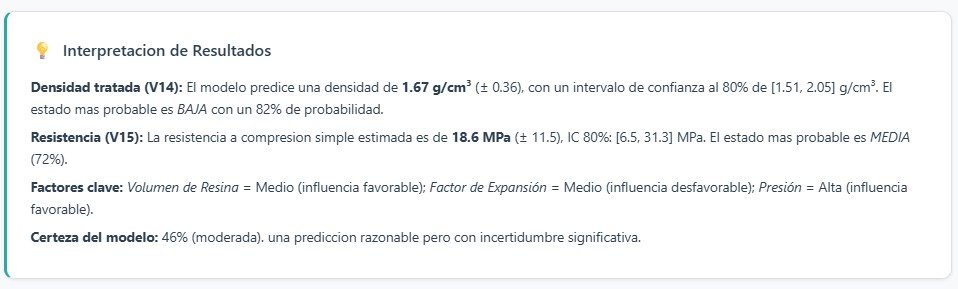 Interpretacion de Resultados
Densidad tratada (V14): El modelo predice una densidad de 1.67 g/cm³ (± 0.36), con un intervalo de confianza al 80% de [1.51, 2.05] g/cm³. El
estado mas probable es BAJA con un 82% de probabilidad.
Resistencia (V15): La resistencia a compresion simple estimada es de 18.6 MPa (± 11.5), IC 80%: [6.5, 31.3] MPa. El estado mas probable es MEDIA
(72%).
Factores clave: Volumen de Resina = Medio (influencia favorable); Factor de Expansión = Medio (influencia desfavorable); Presión = Alta (influencia
favorable).
Certeza del modelo: 46% (moderada). una prediccion razonable pero con incertidumbre significativa.